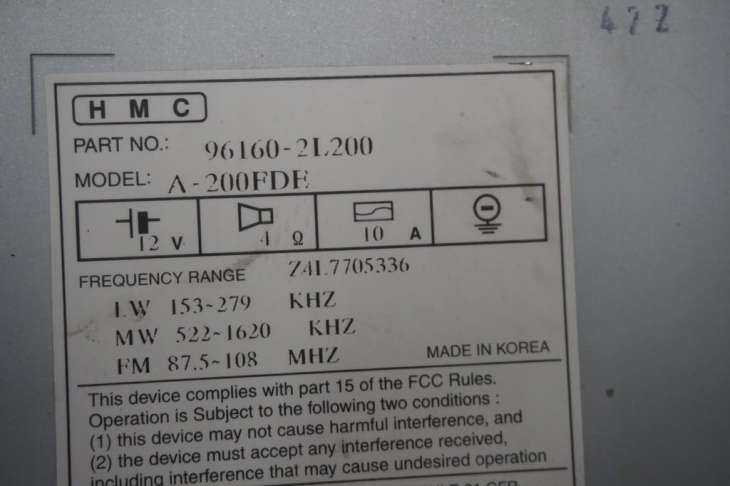 472
HMC
PART NO.: 96160-2L200
MODEL: A-200FDE
12 V 4 Ω 10 A
FREQUENCY RANGE Z4L7705336
LW 153~279 KHZ
MW 522~1620 KHZ
FM 87.5~108 MHZ
MADE IN KOREA
This device complies with part 15 of the FCC Rules.
Operation is Subject to the following two conditions :
(1) this device may not cause harmful interference, and
(2) the device must accept any interference received,
including interference that may cause undesired operation